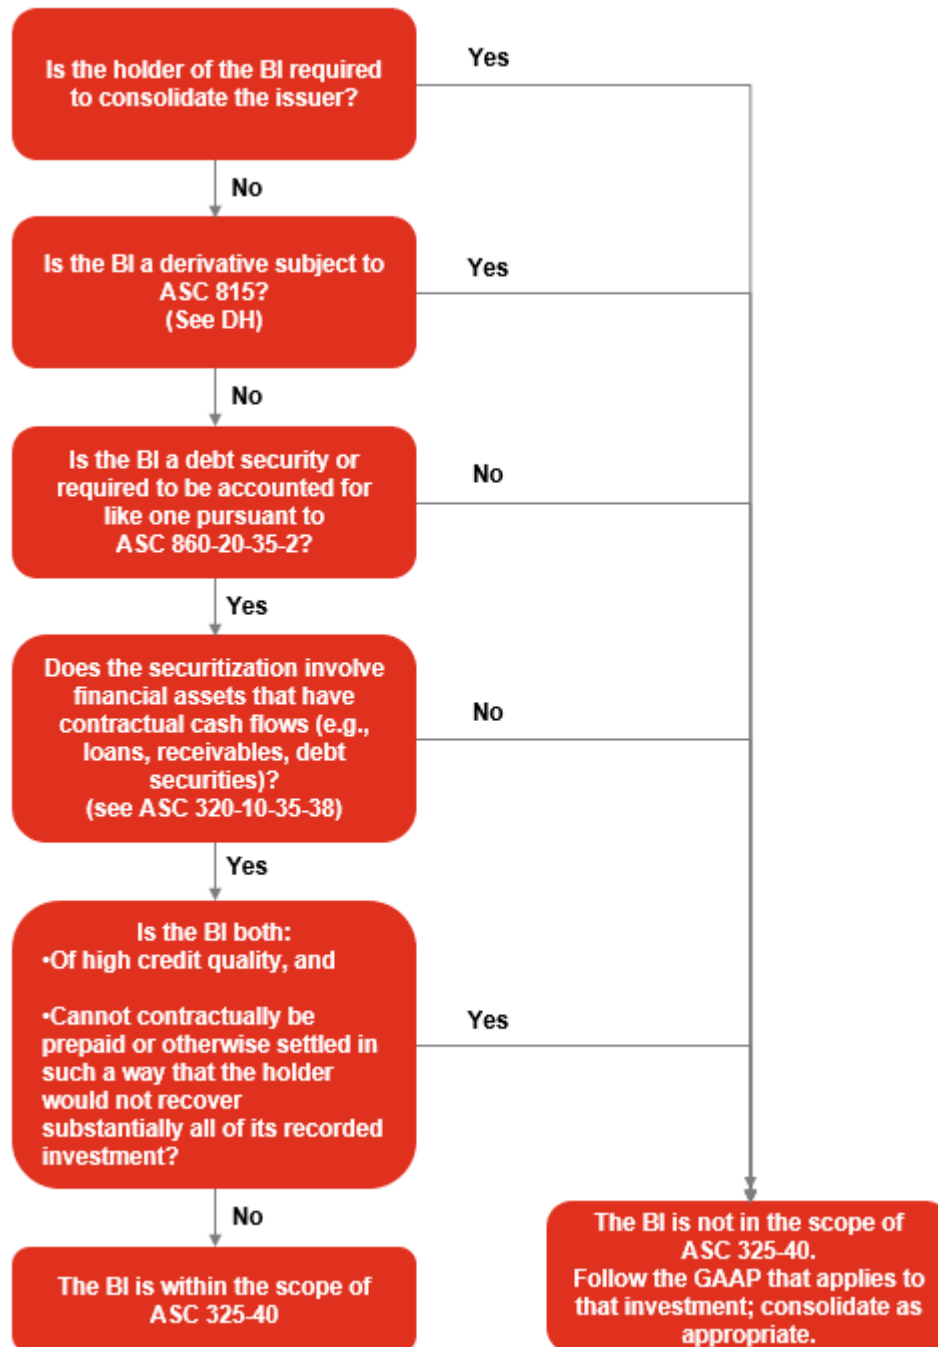 Is the holder of the BI required
to consolidate the issuer?
Yes
No
Is the BI a derivative subject to
ASC 815?
(See DH)
Yes
No
Is the BI a debt security or
required to be accounted for
like one pursuant to
ASC 860-20-35-2?
No
Yes
Does the securitization involve
financial assets that have
contractual cash flows (e.g.,
loans, receivables, debt
securities)?
(see ASC 320-10-35-38)
No
Yes
Is the BI both:
•Of high credit quality, and
•Cannot contractually be
prepaid or otherwise settled in
such a way that the holder
would not recover
substantially all of its recorded
investment?
Yes
No
The BI is within the scope of
ASC 325-40
The BI is not in the scope of
ASC 325-40.
Follow the GAAP that applies to
that investment; consolidate as
appropriate.